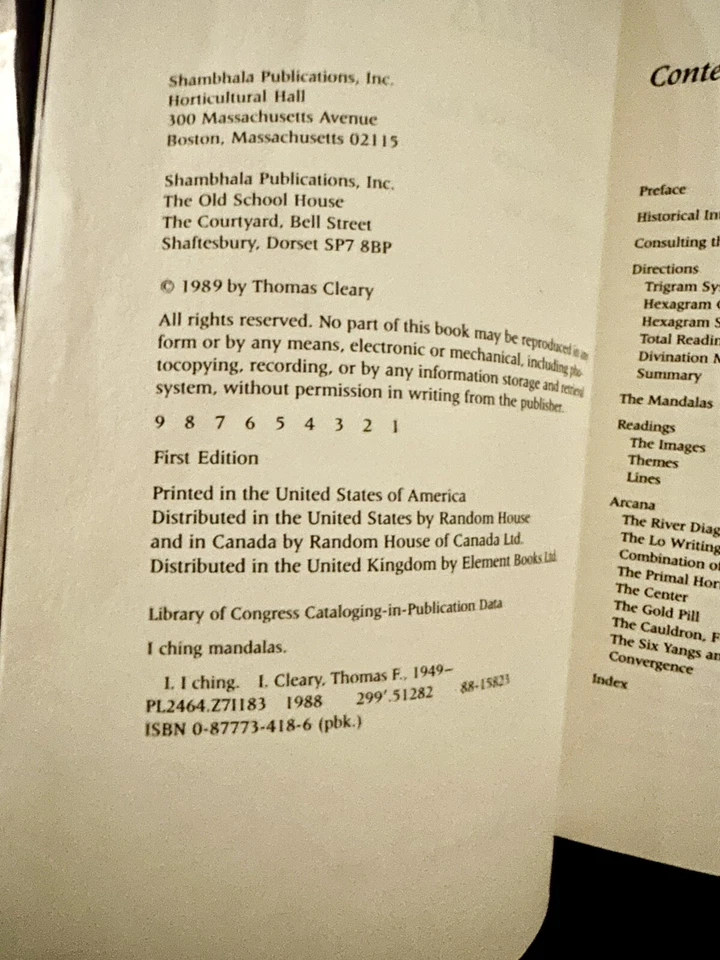 Shambhala Publications, Inc.
Horticultural Hall
300 Massachusetts Avenue
Boston, Massachusetts 02115
Shambhala Publications, Inc.
The Old School House
The Courtyard, Bell Street
Shaftesbury, Dorset SP7 8BP
© 1989 by Thomas Cleary
All rights reserved. No part of this book may be reproduced in any
form or by any means, electronic or mechanical, including pho-
tocopying, recording, or by any information storage and retrieval
system, without permission in writing from the publisher.
9 8 7 6 5 4 3 2 1
First Edition
Printed in the United States of America
Distributed in the United States by Random House
and in Canada by Random House of Canada Ltd.
Distributed in the United Kingdom by Element Books Ltd.
Library of Congress Cataloging-in-Publication Data
I ching mandalas.
1. I ching. I. Cleary, Thomas F., 1949–
PL2464.Z7I183 1988 299'.51282 88-15823
ISBN 0-87773-418-6 (pbk.)
Conte
Preface
Historical Int
Consulting th
Directions
Trigram Sy
Hexagram
Hexagram S
Total Readin
Divination M
Summary
The Mandalas
Readings
The Images
Themes
Lines
Arcana
The River Diag
The Lo Writing
Combination of
The Primal Hor
The Center
The Gold Pill
The Cauldron, F
The Six Yangs an
Convergence
Index